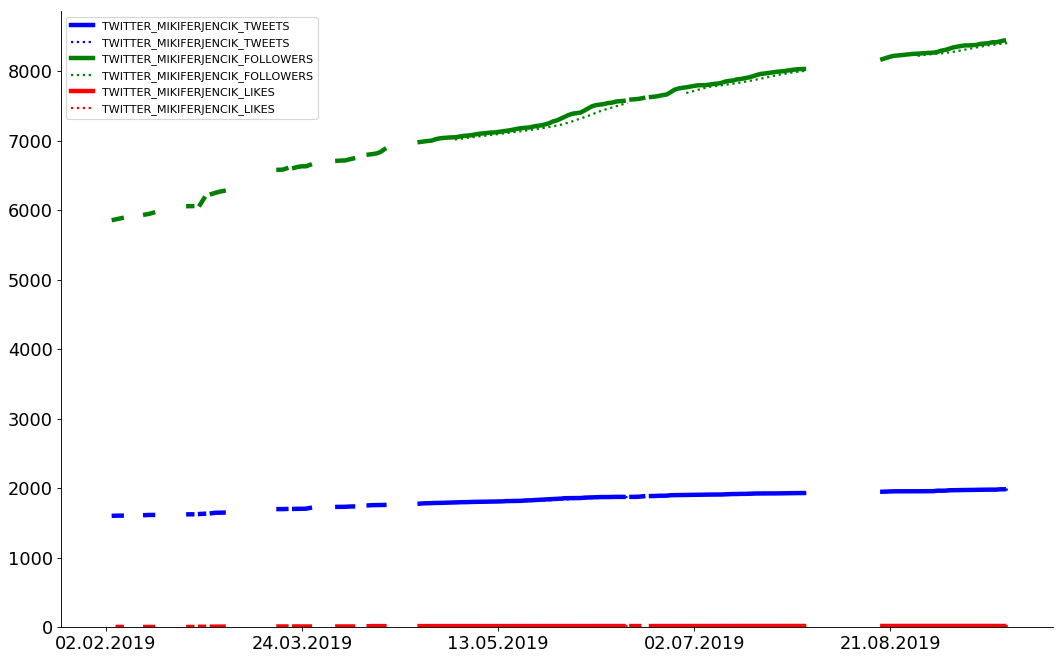 TWITTER_MIKIFERJENCIK_TWEETS
TWITTER_MIKIFERJENCIK_TWEETS
TWITTER_MIKIFERJENCIK_FOLLOWERS
TWITTER_MIKIFERJENCIK_FOLLOWERS
TWITTER_MIKIFERJENCIK_LIKES
TWITTER_MIKIFERJENCIK_LIKES
8000
7000
6000
5000
4000
3000
2000
1000
0
02.02.2019 24.03.2019 13.05.2019 02.07.2019 21.08.2019